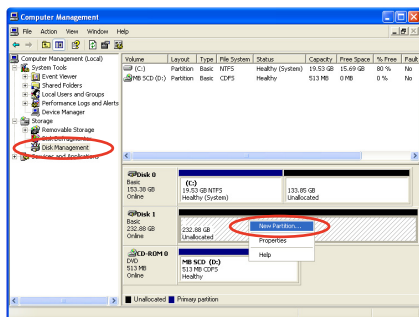 Computer Management
File Action View Window Help
Computer Management (Local)
System Tools
Event Viewer
Shared Folders
Local Users and Groups
Performance Logs and Alerts
Device Manager
Storage
Removable Storage
Disk Defragmenter
Disk Management
Services and Applications
Volume Layout Type File System Status Capacity Free Space % Free Fault
(C:) Partition Basic NTFS Healthy (System) 19.53 GB 15.69 GB 80 % No
MB SCD (D:) Partition Basic CDFS Healthy 513 MB 0 MB 0 % No
Disk 0
Basic
153.38 GB
Online
(C:)
19.53 GB NTFS
Healthy (System)
133.85 GB
Unallocated
Disk 1
Basic
232.88 GB
Online
232.88 GB
Unallocated
New Partition...
Properties
Help
CD-ROM 0
DVD
513 MB
Online
MB SCD (D:)
513 MB CDFS
Healthy
Unallocated Primary partition